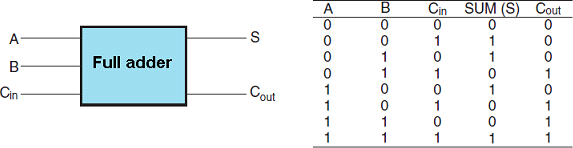 A
B
Cin
Full adder
S
Cout
A B Cin SUM (S) Cout
0 0 0 0 0
0 0 1 1 0
0 1 0 1 0
0 1 1 0 1
1 0 0 1 0
1 0 1 0 1
1 1 0 0 1
1 1 1 1 1